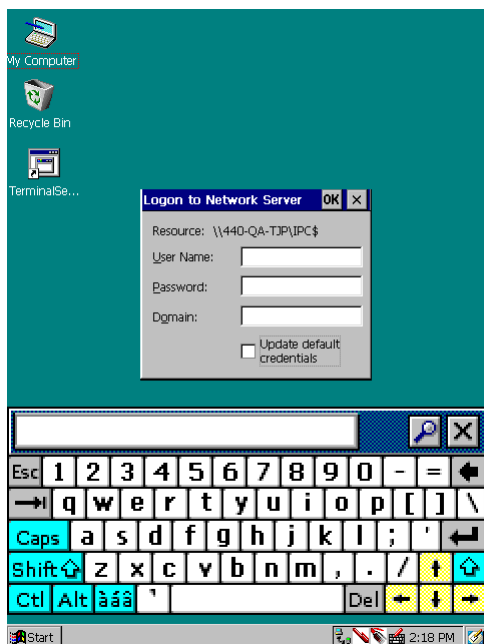 My Computer
Recycle Bin
TerminalSe...
Logon to Network Server OK
Resource: \\440-QA-TJP\IPC$
User Name:
Password:
Domain:
Update default
credentials
Esc 1 2 3 4 5 6 7 8 9 0 - =
q w e r t y u i o p [ ] \
Caps a s d f g h j k l ; '
Shift z x c v b n m , . /
Ctl Alt àáâ ' Del
Start 2:18 PM